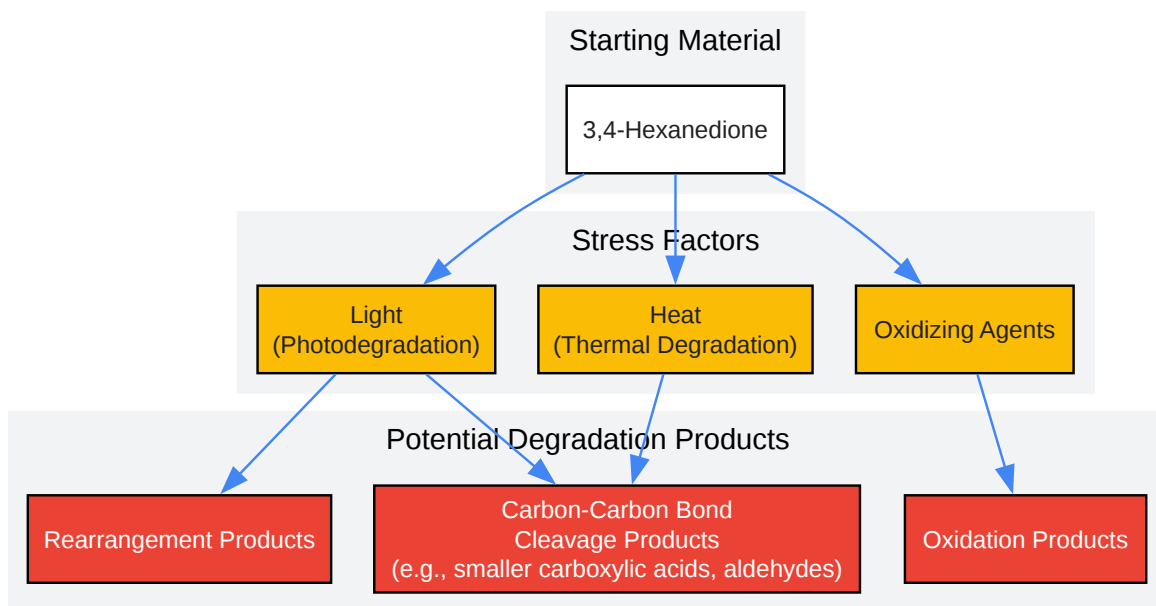 Starting Material
3,4-Hexanedione
Stress Factors
Light
(Photodegradation)
Heat
(Thermal Degradation)
Oxidizing Agents
Potential Degradation Products
Rearrangement Products
Carbon-Carbon Bond
Cleavage Products
(e.g., smaller carboxylic acids, aldehydes)
Oxidation Products